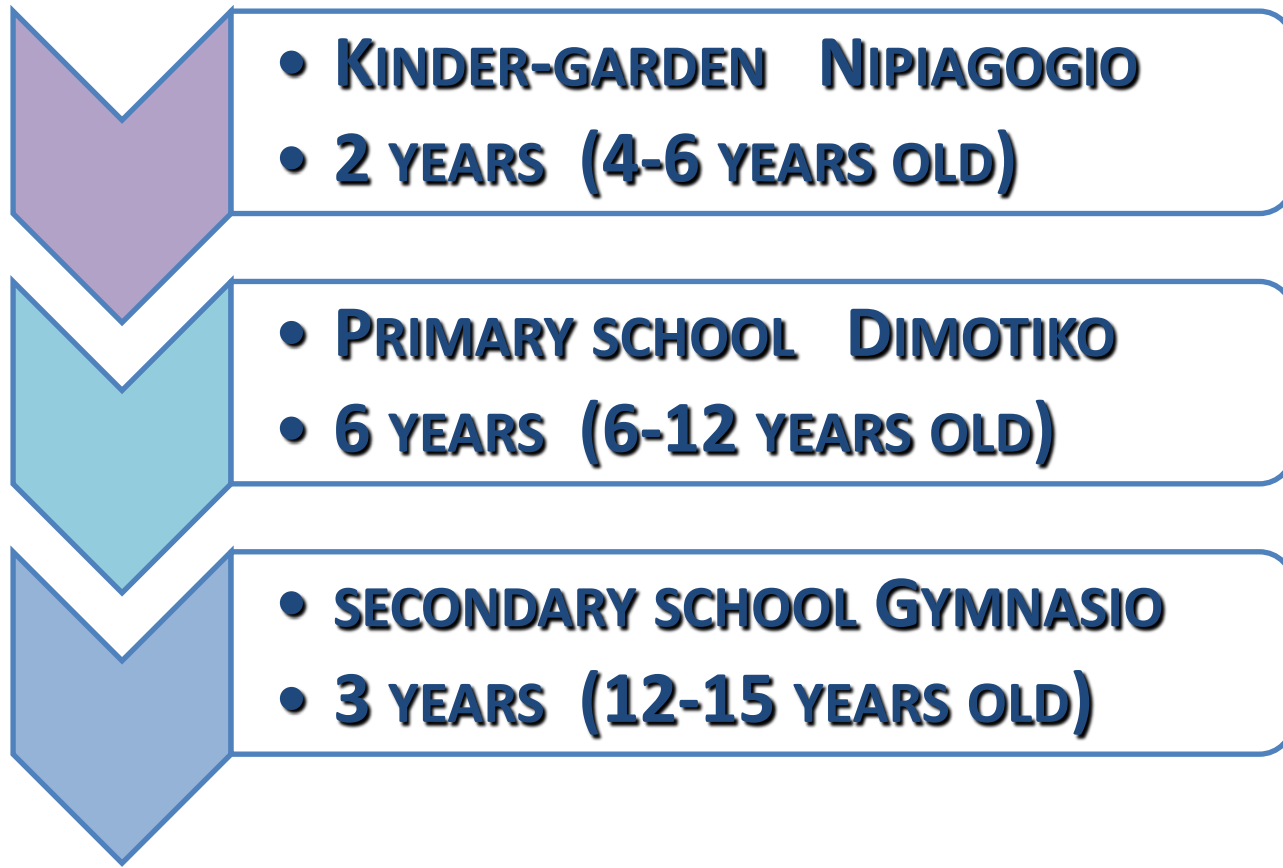 • Kinder-garden Nipiagogio
• 2 years (4-6 years old)
• Primary school Dimotiko
• 6 years (6-12 years old)
• secondary school Gymnasio
• 3 years (12-15 years old)